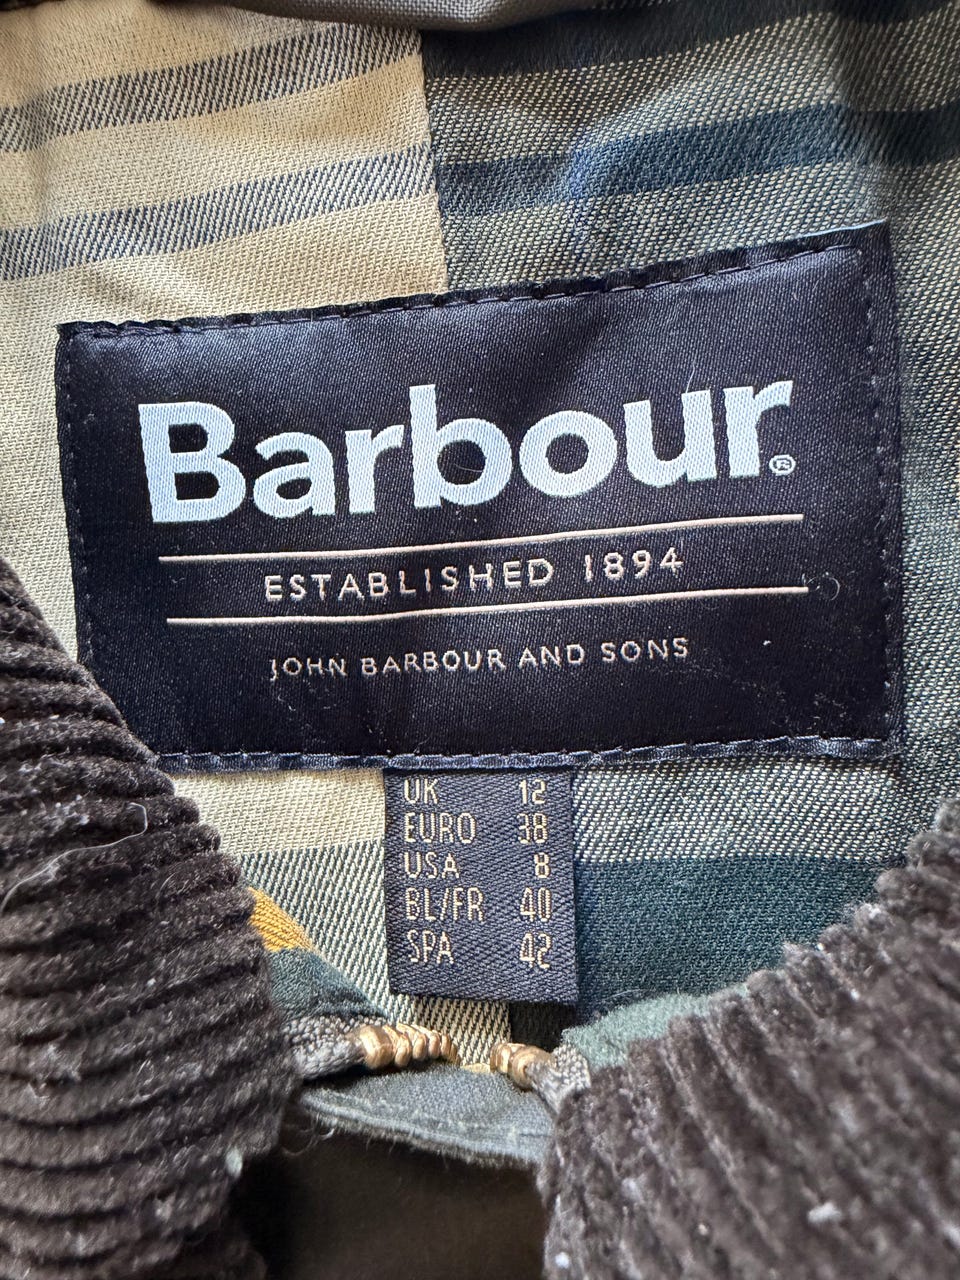 Barbour®
ESTABLISHED 1894
JOHN BARBOUR AND SONS
UK 12
EURO 38
USA 8
BL/FR 40
SPA 42